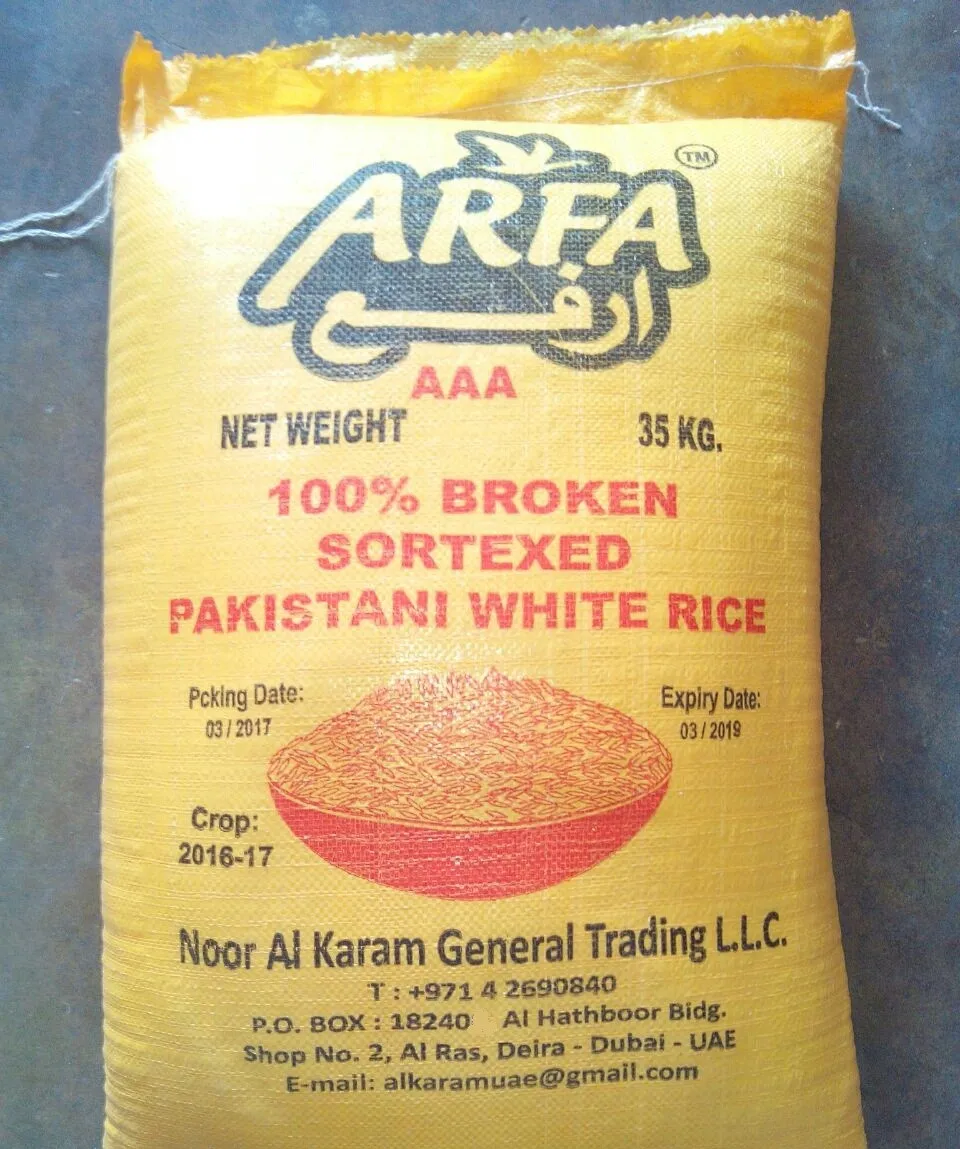 ARFA TM
ارفع
AAA
NET WEIGHT 35 KG.
100% BROKEN
SORTEXED
PAKISTANI WHITE RICE
Pcking Date:
03 / 2017
Expiry Date:
03 / 2019
Crop:
2016-17
Noor Al Karam General Trading L.L.C.
T : +971 4 2690840
P.O. BOX : 18240 Al Hathboor Bidg.
Shop No. 2, Al Ras, Deira - Dubai - UAE
E-mail: alkaramuae@gmail.com